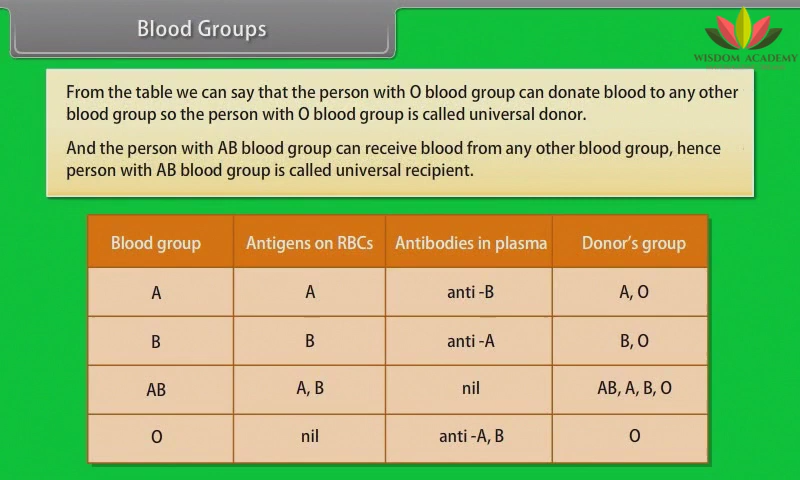 Blood Groups
WISDOM ACADEMY
From the table we can say that the person with O blood group can donate blood to any other
blood group so the person with O blood group is called universal donor.
And the person with AB blood group can receive blood from any other blood group, hence
person with AB blood group is called universal recipient.
Blood group Antigens on RBCs Antibodies in plasma Donor's group
A A anti -B A, O
B B anti -A B, O
AB A, B nil AB, A, B, O
O nil anti -A, B O